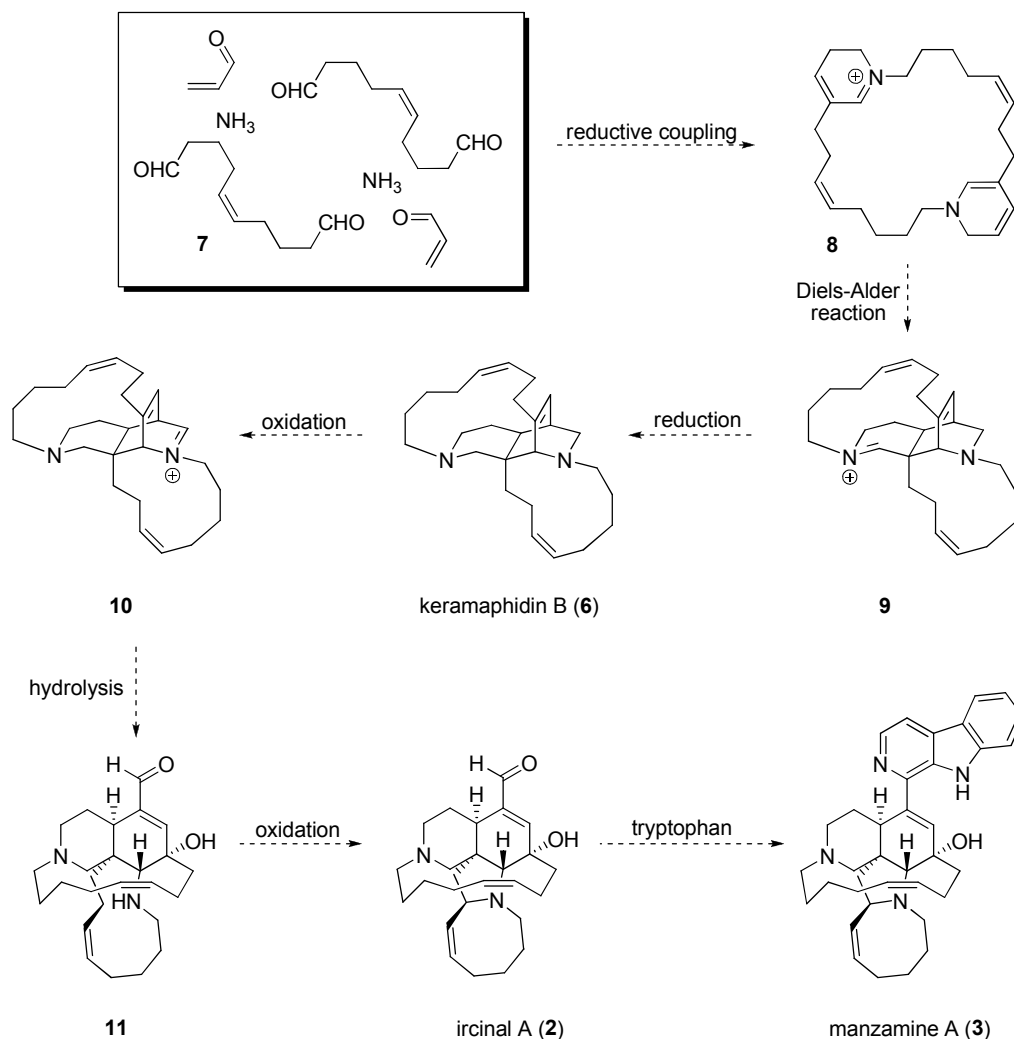 O
OHC
NH3
OHC
CHO
NH3
CHO
O
7
reductive coupling
N
⊕
N
8
Diels-Alder
reaction
N
N
⊕
10
oxidation
N
N
keramaphidin B (6)
reduction
N
⊕
N
9
hydrolysis
H
O
H
H
OH
N
HN
11
oxidation
H
O
H
H
OH
N
N
ircinal A (2)
tryptophan
N
N
H
H
H
OH
N
N
manzamine A (3)